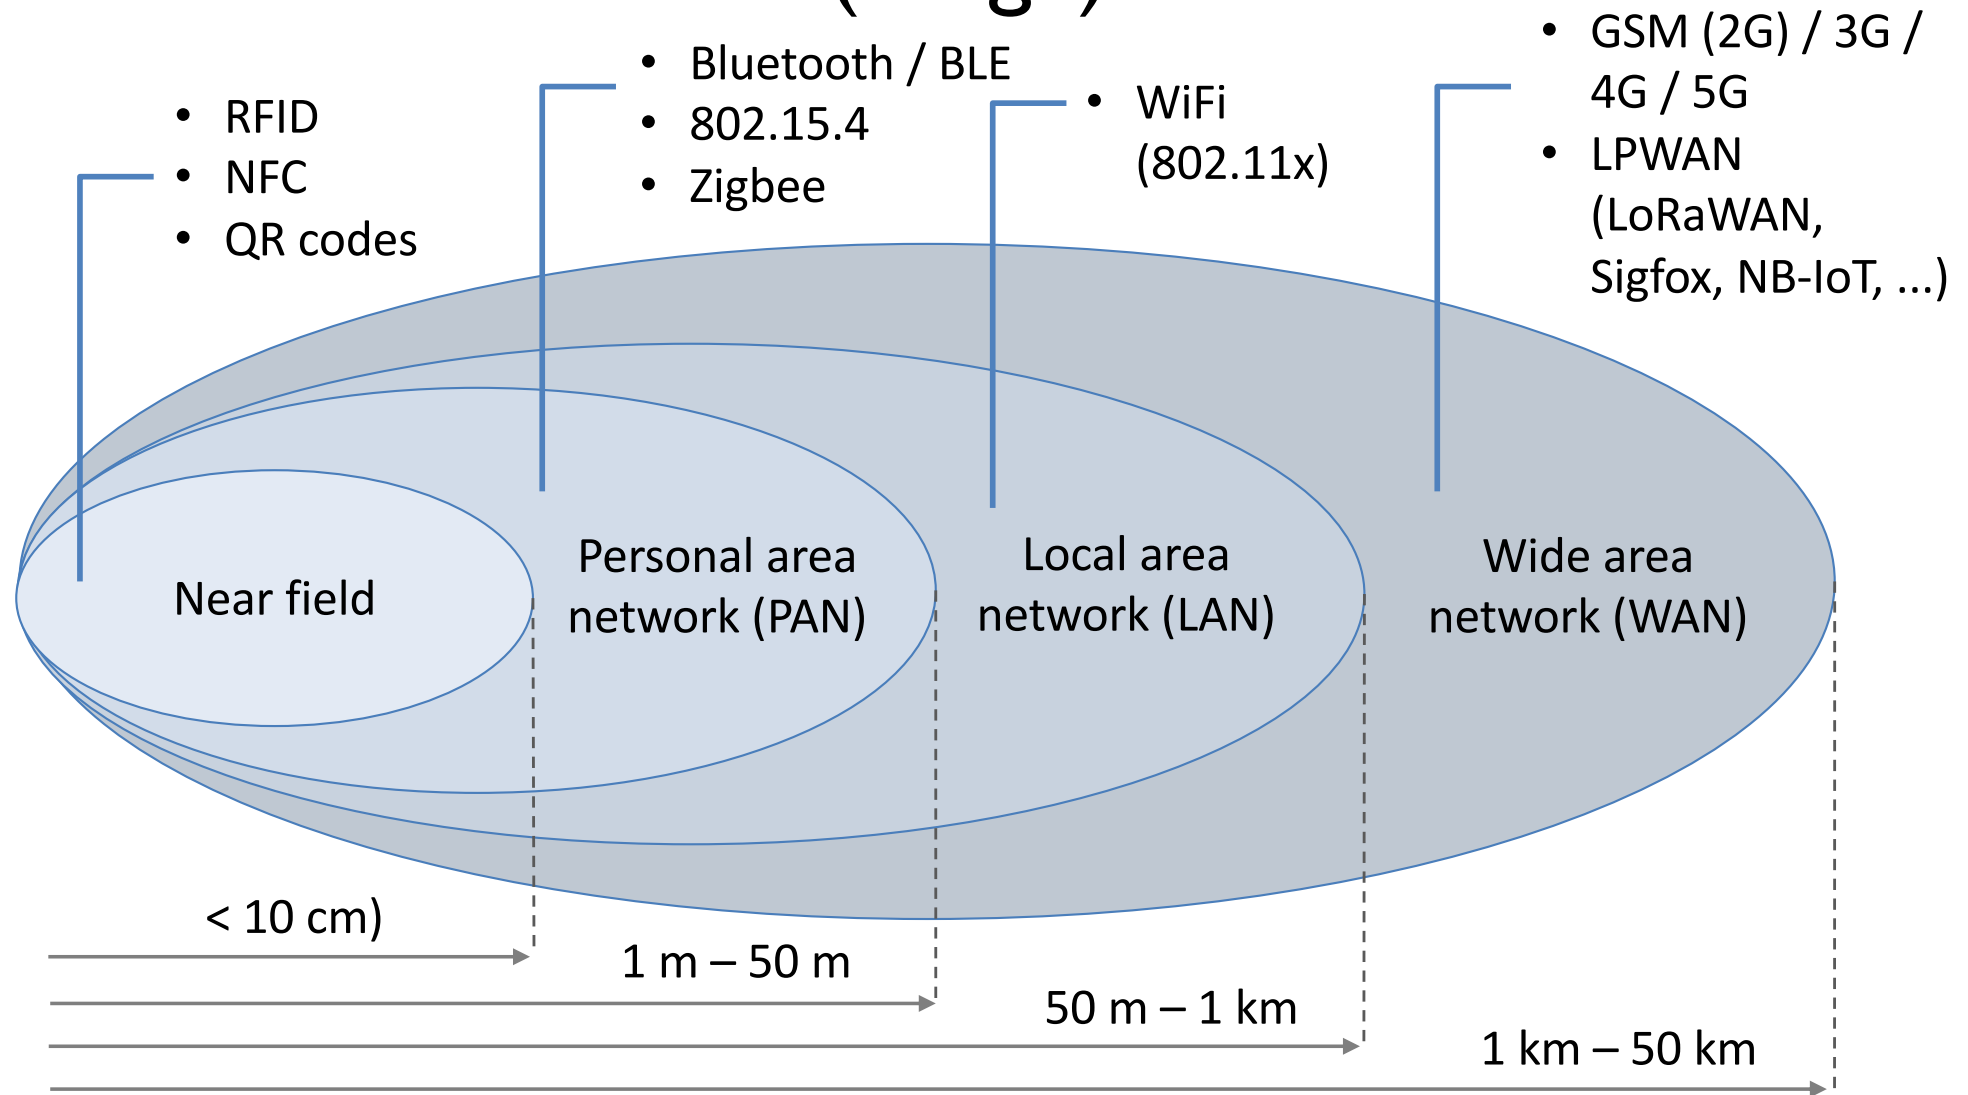 • RFID
• NFC
• QR codes
• Bluetooth / BLE
• 802.15.4
• Zigbee
• WiFi
(802.11x)
• GSM (2G) / 3G /
4G / 5G
• LPWAN
(LoRaWAN,
Sigfox, NB-IoT, ...)
Near field
Personal area
network (PAN)
Local area
network (LAN)
Wide area
network (WAN)
< 10 cm)
1 m – 50 m
50 m – 1 km
1 km – 50 km